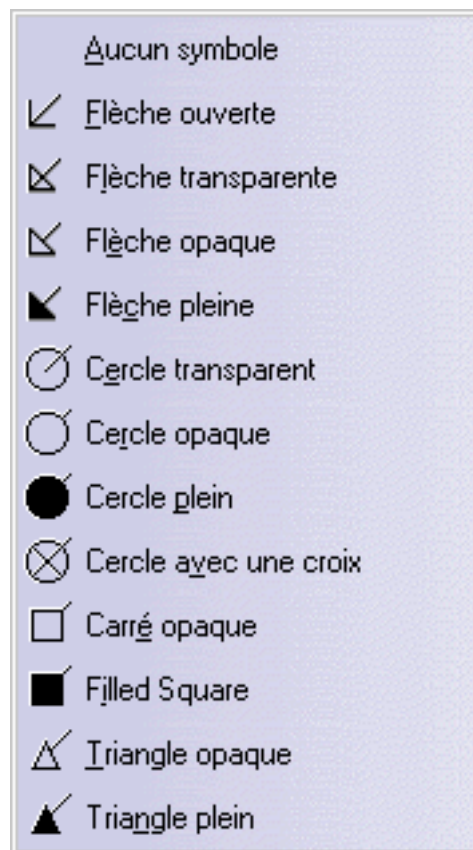 Aucun symbole
Flèche ouverte
Flèche transparente
Flèche opaque
Flèche pleine
Cercle transparent
Cercle opaque
Cercle plein
Cercle avec une croix
Carré opaque
Filled Square
Triangle opaque
Triangle plein